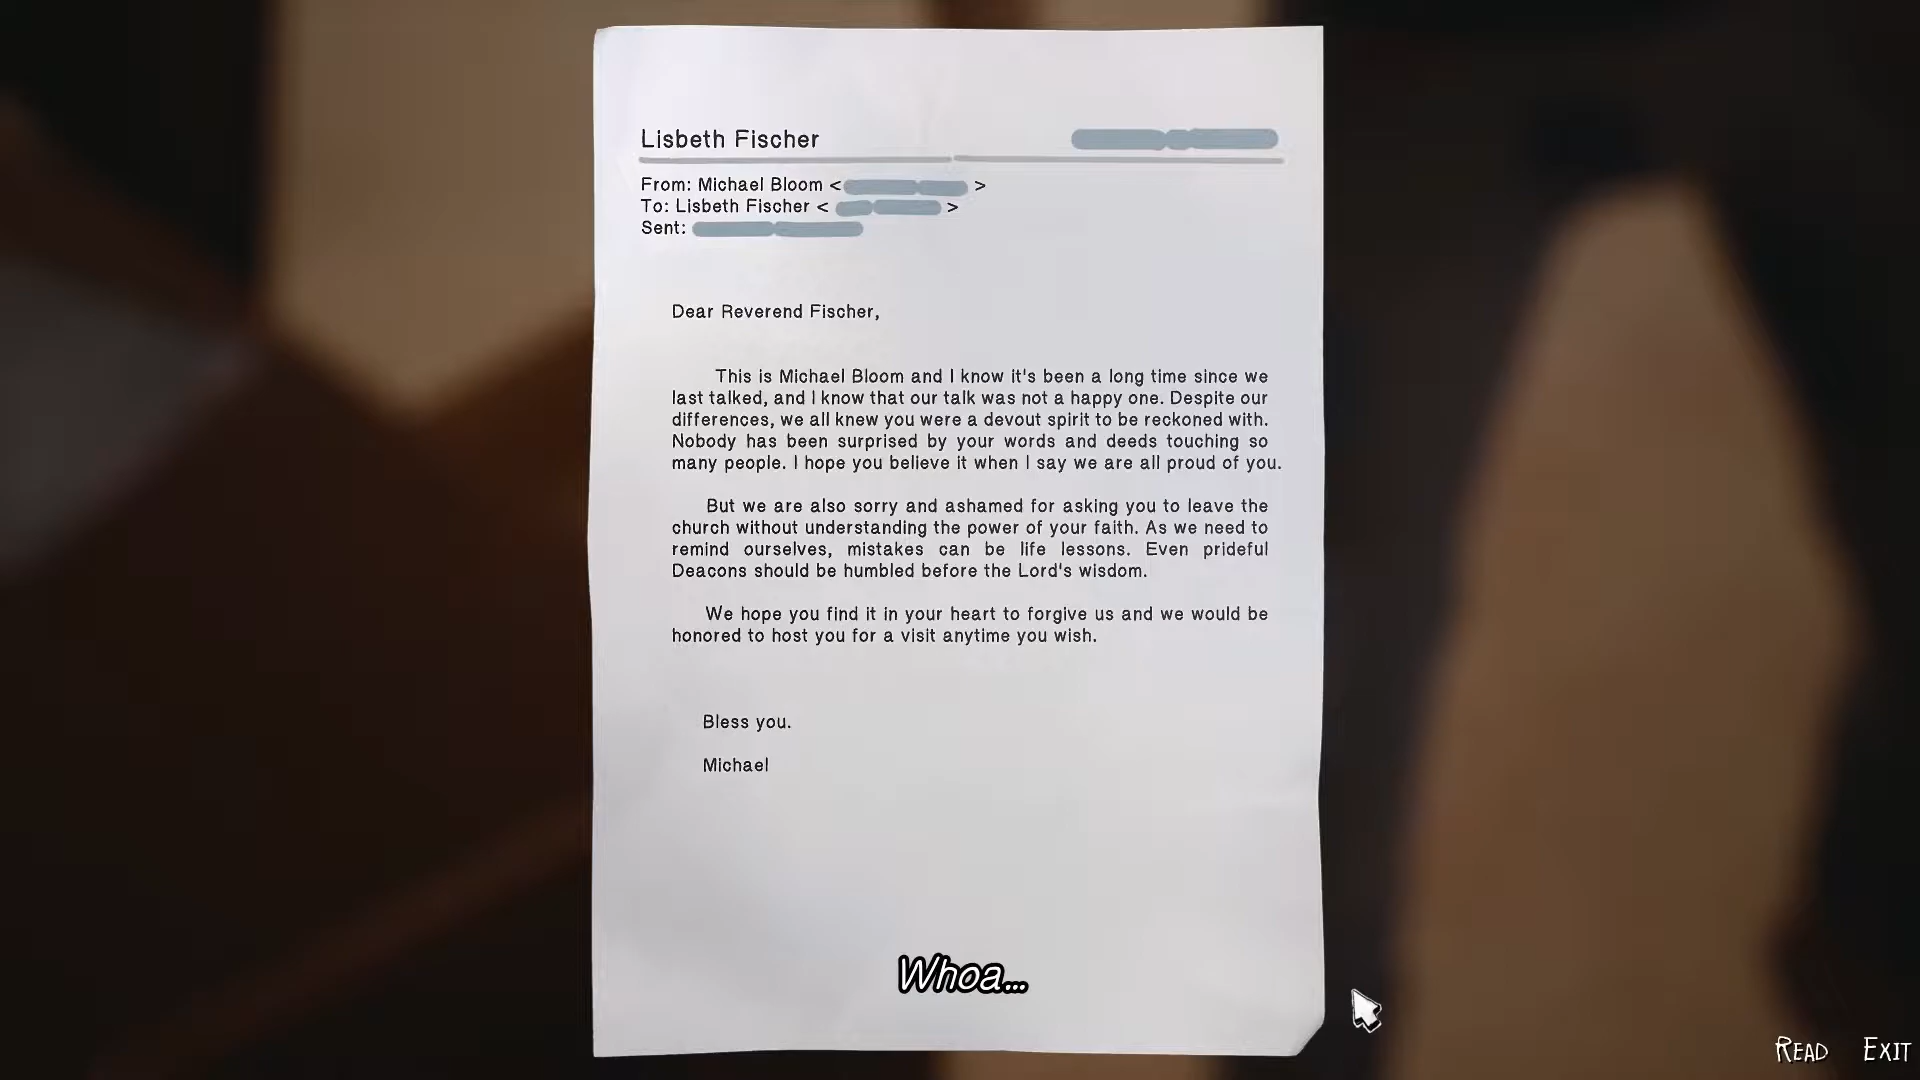 Lisbeth Fischer
From: Michael Bloom < >
To: Lisbeth Fischer < >
Sent:
Dear Reverend Fischer,
This is Michael Bloom and I know it's been a long time since we
last talked, and I know that our talk was not a happy one. Despite our
differences, we all knew you were a devout spirit to be reckoned with.
Nobody has been surprised by your words and deeds touching so
many people. I hope you believe it when I say we are all proud of you.
But we are also sorry and ashamed for asking you to leave the
church without understanding the power of your faith. As we need to
remind ourselves, mistakes can be life lessons. Even prideful
Deacons should be humbled before the Lord's wisdom.
We hope you find it in your heart to forgive us and we would be
honored to host you for a visit anytime you wish.
Bless you.
Michael
Whoa...
READ EXIT